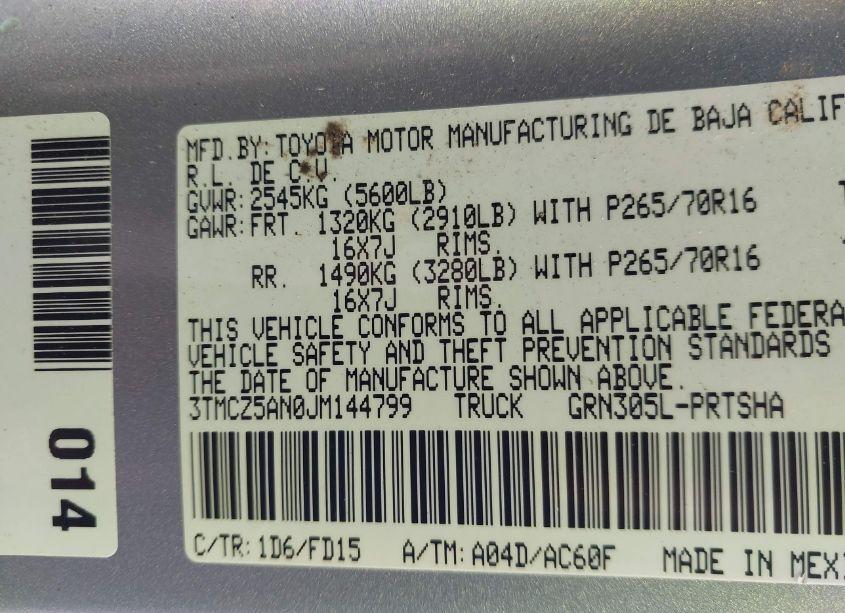 MFD.BY:TOYOTA MOTOR MANUFACTURING DE BAJA CALIF
R.L. DE C.V.
GVWR:2545KG (5600LB)
GAWR:FRT. 1320KG (2910LB) WITH P265/70R16
16X7J RIMS.
RR. 1490KG (3280LB) WITH P265/70R16
16X7J RIMS.
THIS VEHICLE CONFORMS TO ALL APPLICABLE FEDERA
VEHICLE SAFETY AND THEFT PREVENTION STANDARDS
THE DATE OF MANUFACTURE SHOWN ABOVE.
3TMCZ5AN0JM144799 TRUCK GRN305L-PRTSHA
C/TR:1D6/FD15 A/TM:A04D/AC60F MADE IN MEXI
014